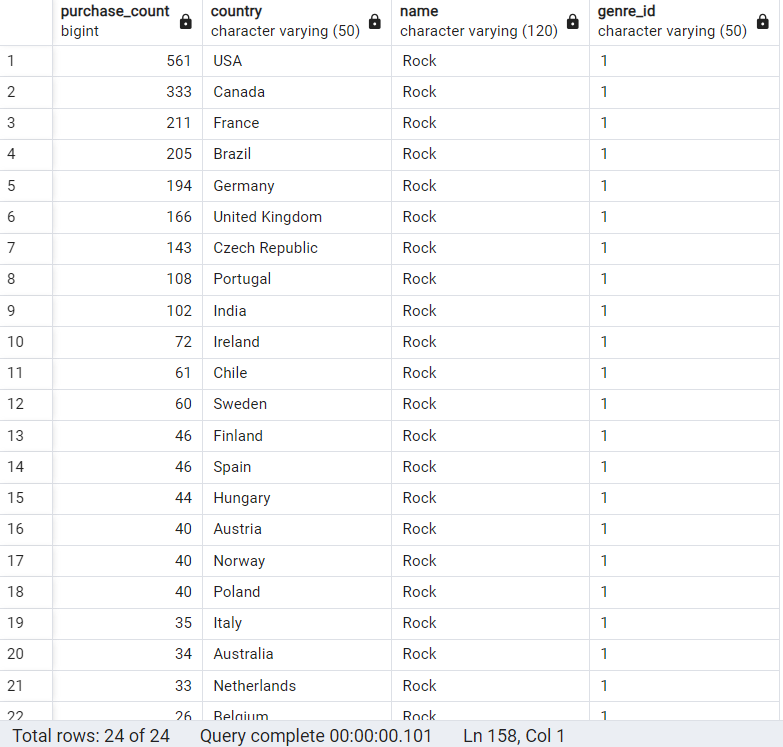 purchase_count country name genre_id
bigint character varying (50) character varying (120) character varying (50)
1 561 USA Rock 1
2 333 Canada Rock 1
3 211 France Rock 1
4 205 Brazil Rock 1
5 194 Germany Rock 1
6 166 United Kingdom Rock 1
7 143 Czech Republic Rock 1
8 108 Portugal Rock 1
9 102 India Rock 1
10 72 Ireland Rock 1
11 61 Chile Rock 1
12 60 Sweden Rock 1
13 46 Finland Rock 1
14 46 Spain Rock 1
15 44 Hungary Rock 1
16 40 Austria Rock 1
17 40 Norway Rock 1
18 40 Poland Rock 1
19 35 Italy Rock 1
20 34 Australia Rock 1
21 33 Netherlands Rock 1
22 26 Belgium Rock 1
Total rows: 24 of 24 Query complete 00:00:00.101 Ln 158, Col 1